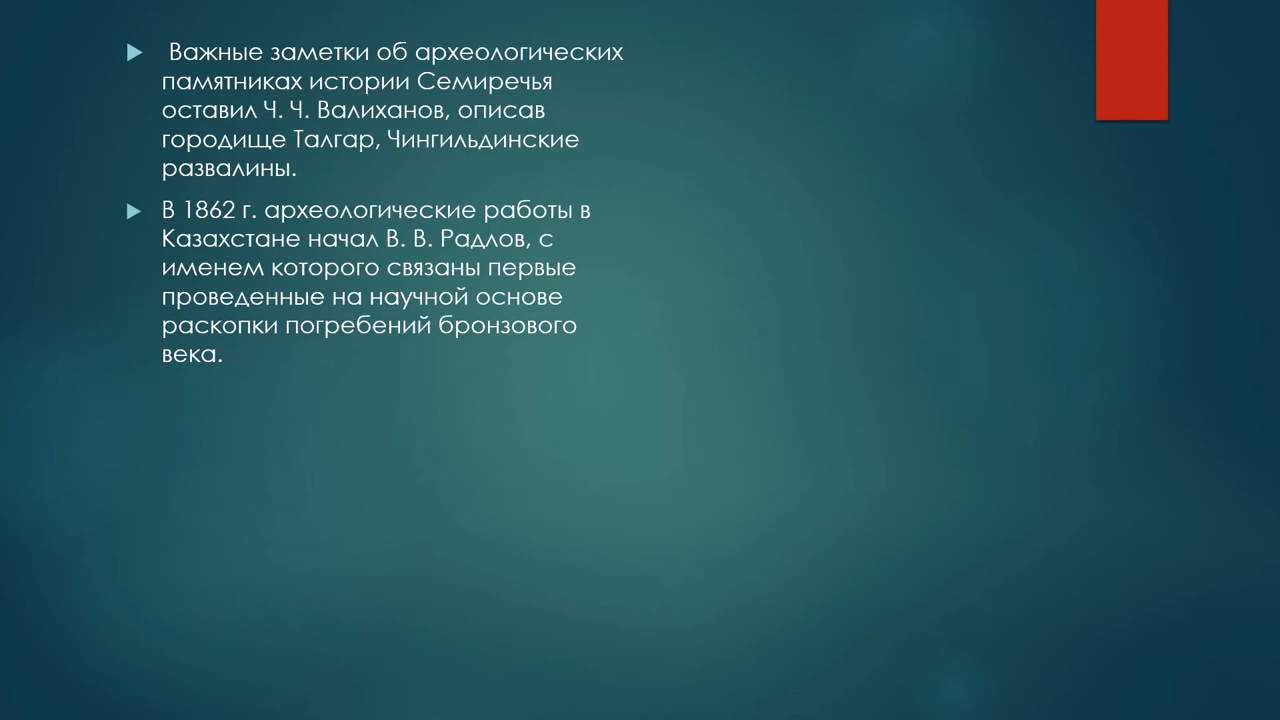 Важные заметки об археологических
памятниках истории Семиречья
оставил Ч. Ч. Валиханов, описав
городище Талгар, Чингильдинские
развалины.
В 1862 г. археологические работы в
Казахстане начал В. В. Радлов, с
именем которого связаны первые
проведенные на научной основе
раскопки погребений бронзового
века.